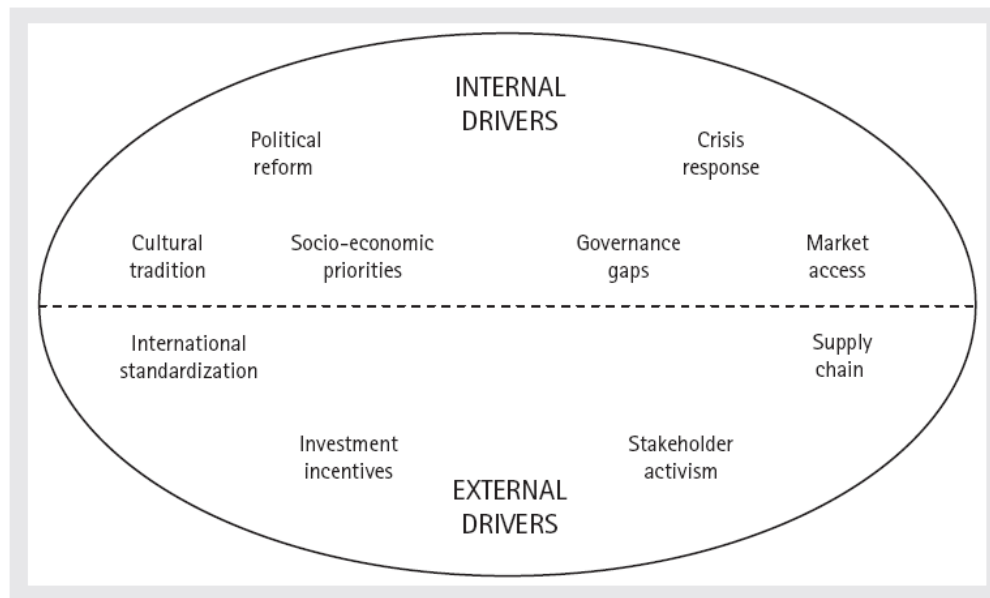 INTERNAL
DRIVERS
Political
reform
Crisis
response
Cultural
tradition
Socio-economic
priorities
Governance
gaps
Market
access
International
standardization
Supply
chain
Investment
incentives
Stakeholder
activism
EXTERNAL
DRIVERS